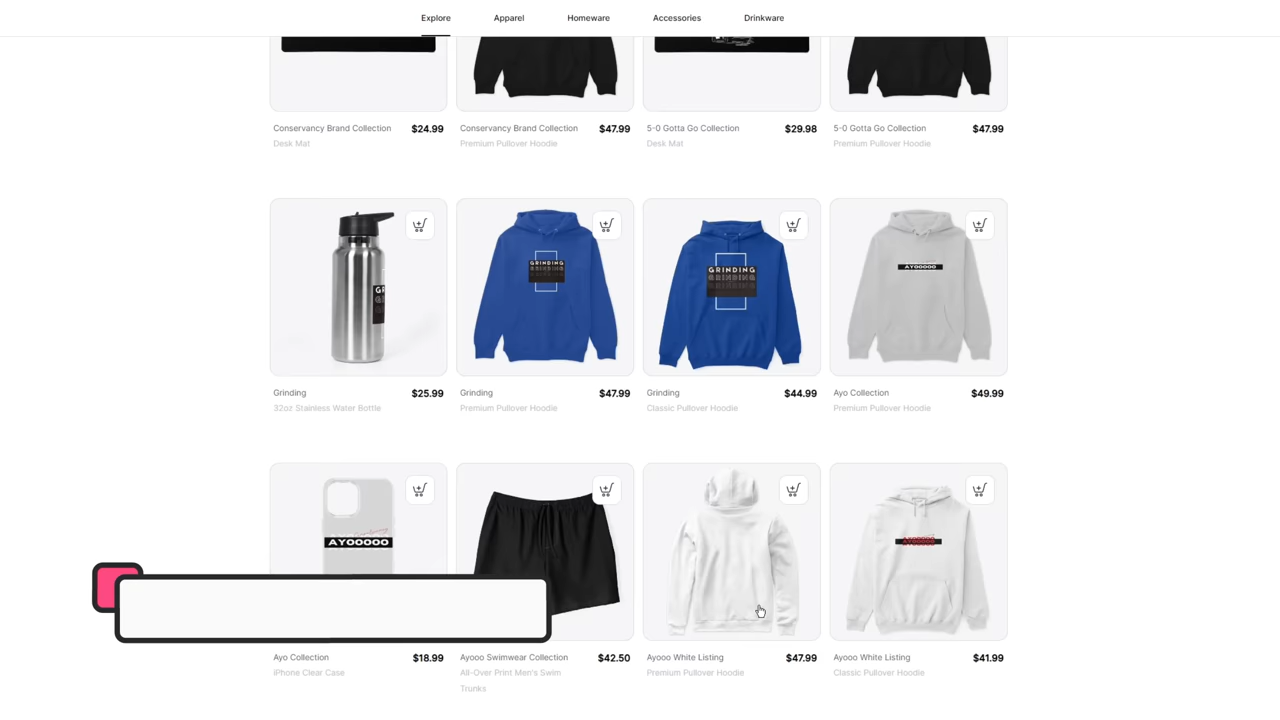 Explore Apparel Homeware Accessories Drinkware
Conservancy Brand Collection $24.99
Desk Mat
Conservancy Brand Collection $47.99
Premium Pullover Hoodie
5-0 Gotta Go Collection $29.98
Desk Mat
5-0 Gotta Go Collection $47.99
Premium Pullover Hoodie
GRINDING
GRINDING
AYOOOOO
Grinding $25.99
32oz Stainless Water Bottle
Grinding $47.99
Premium Pullover Hoodie
Grinding $44.99
Classic Pullover Hoodie
Ayo Collection $49.99
Premium Pullover Hoodie
AYOOOOO
Ayo Collection $18.99
iPhone Clear Case
Ayooo Swimwear Collection $42.50
All-Over Print Men's Swim
Trunks
Ayooo White Listing $47.99
Premium Pullover Hoodie
Ayooo White Listing $41.99
Classic Pullover Hoodie